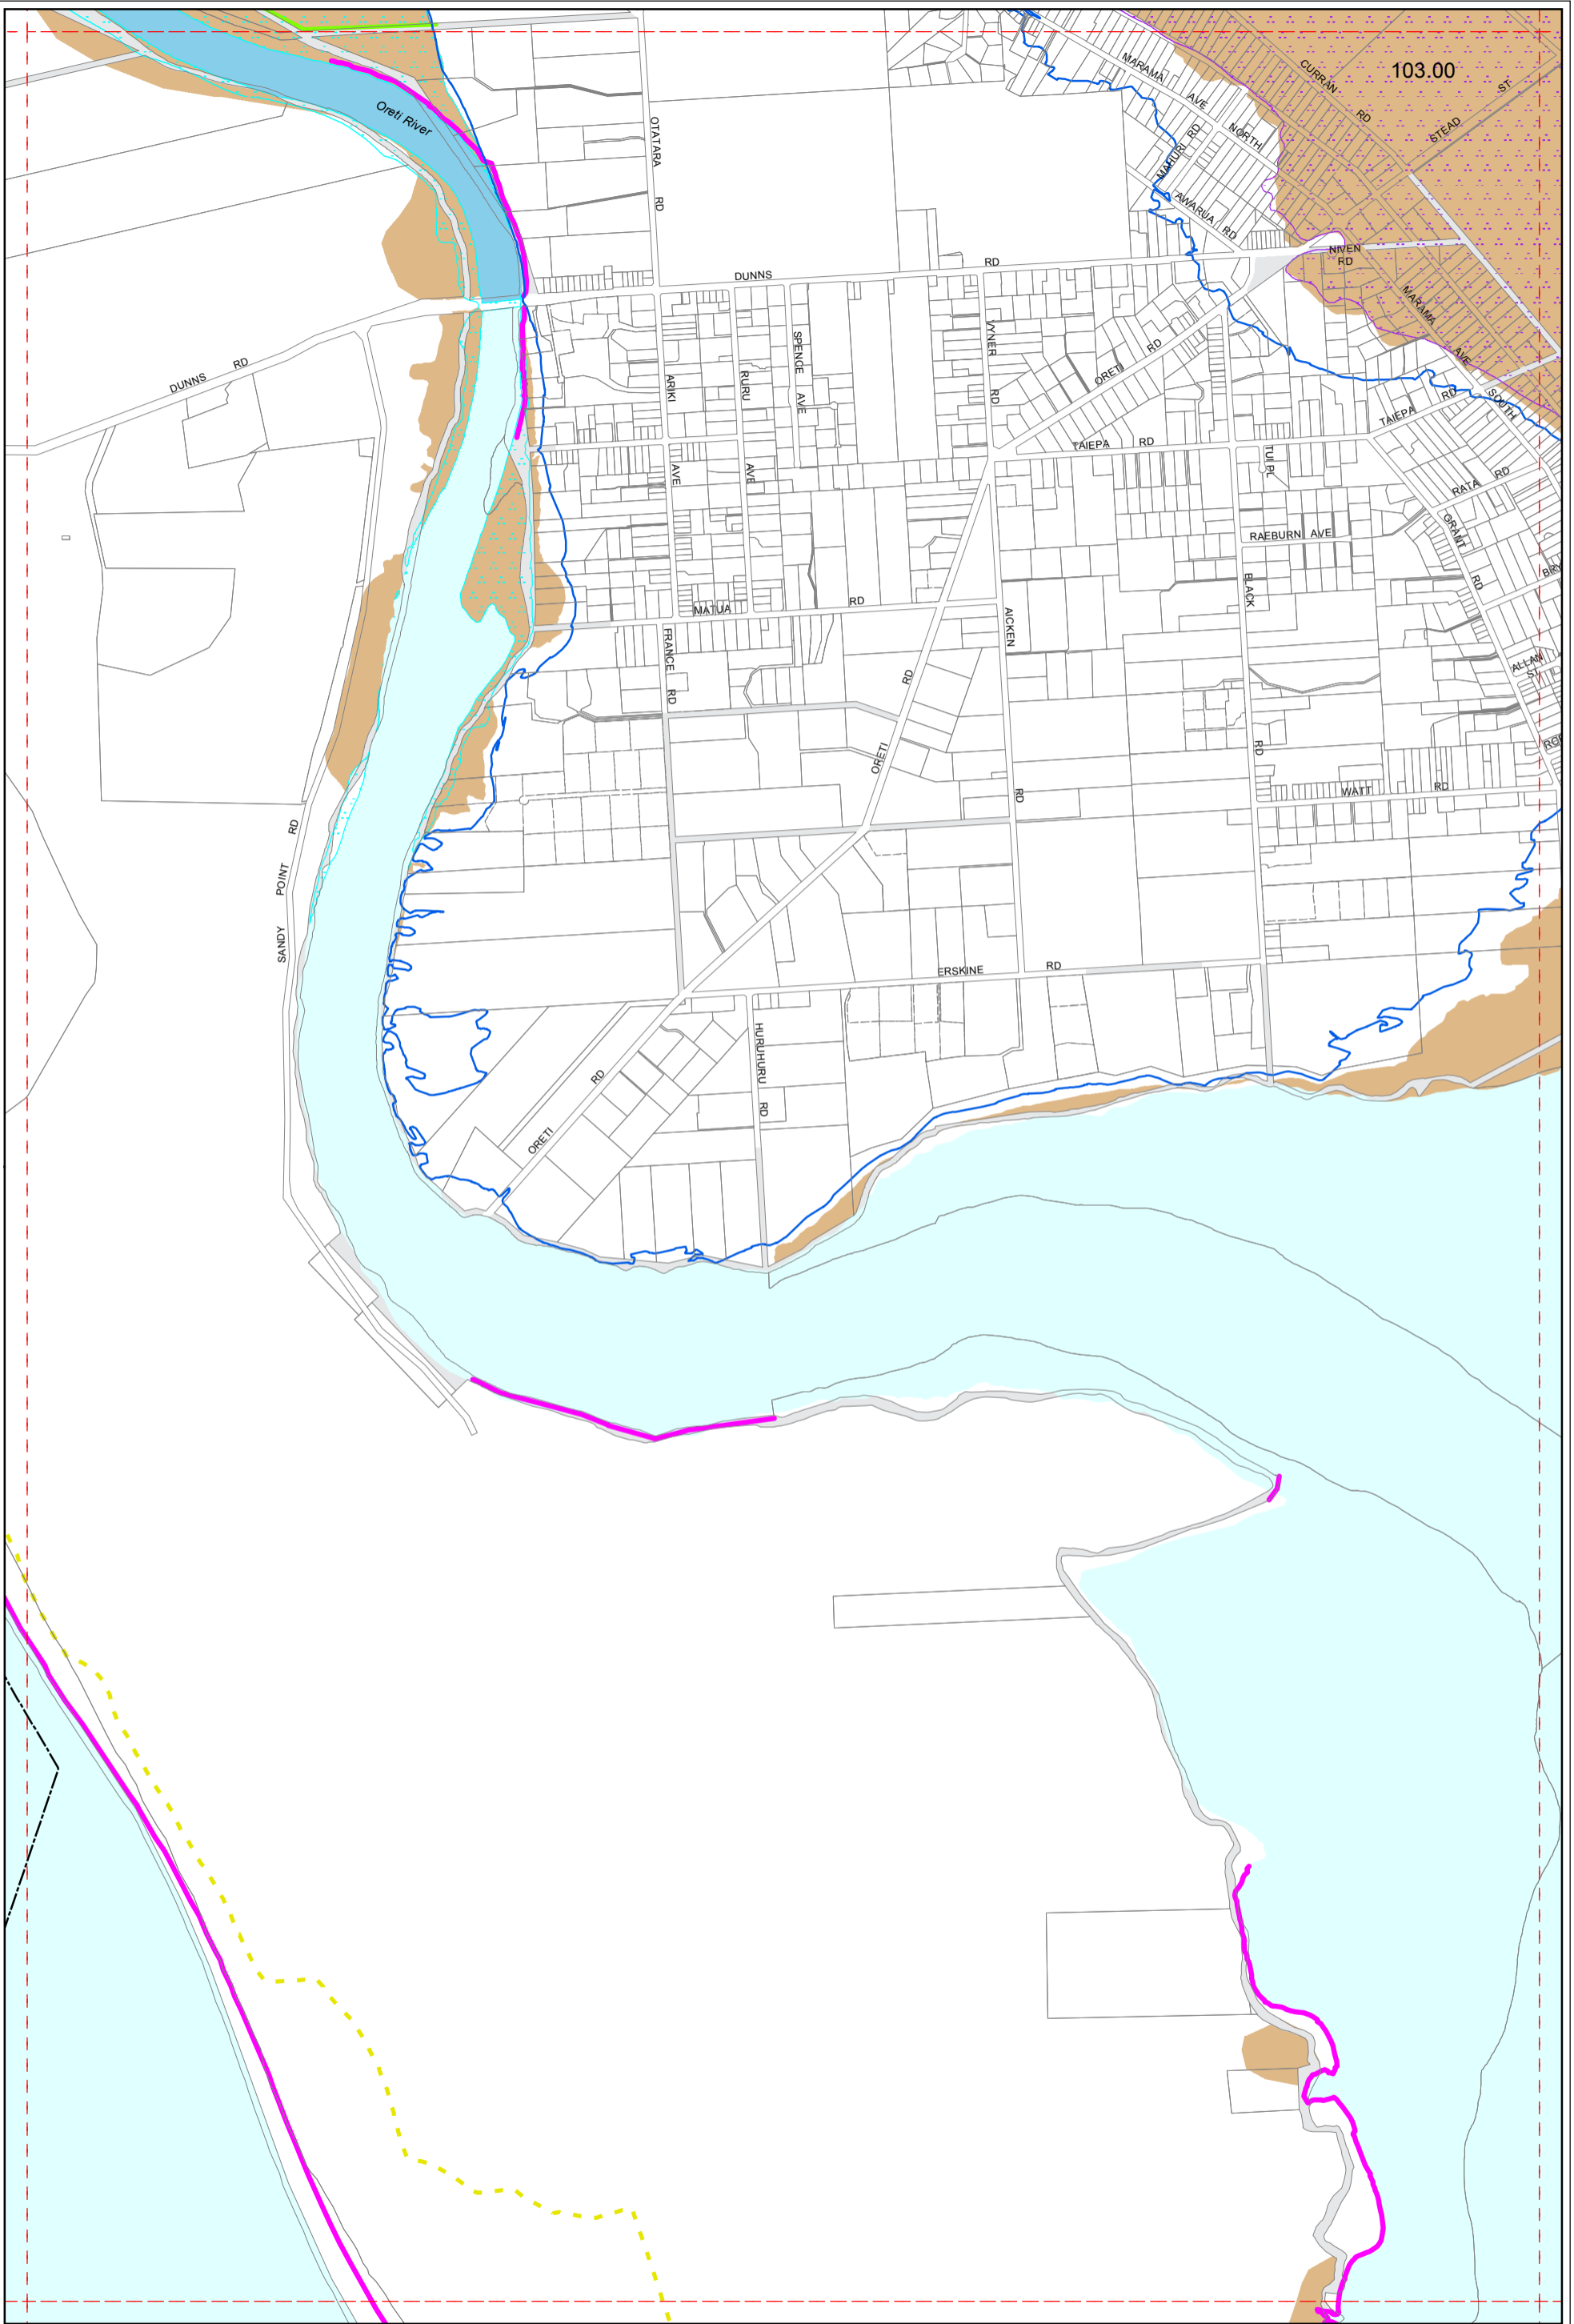 103.00
MARAMA
AVE
NORTH
CURRAN
RD
STEAD
ST
Oreti River
OTATARA
RD
MAHURI RD
AWARUA RD
NIVEN
RD
MARAMA
AVE
SOUTH
DUNNS
RD
DUNNS
RD
ARIKI
AVE
RURU
AVE
SPENCE
AVE
VYNER
RD
ORETI
RD
TAIEPA
RD
TAIEPA
RD
TUI PL
RATA
RD
GRANT
RD
RAEBURN AVE
BLACK
RD
BRY
ALLAN
ST
MATUA
RD
AICKEN
RD
FRANCE
RD
ORETI
RD
WATT
RD
SANDY
POINT
RD
ERSKINE
RD
HURUHURU
RD
ORETI
RD